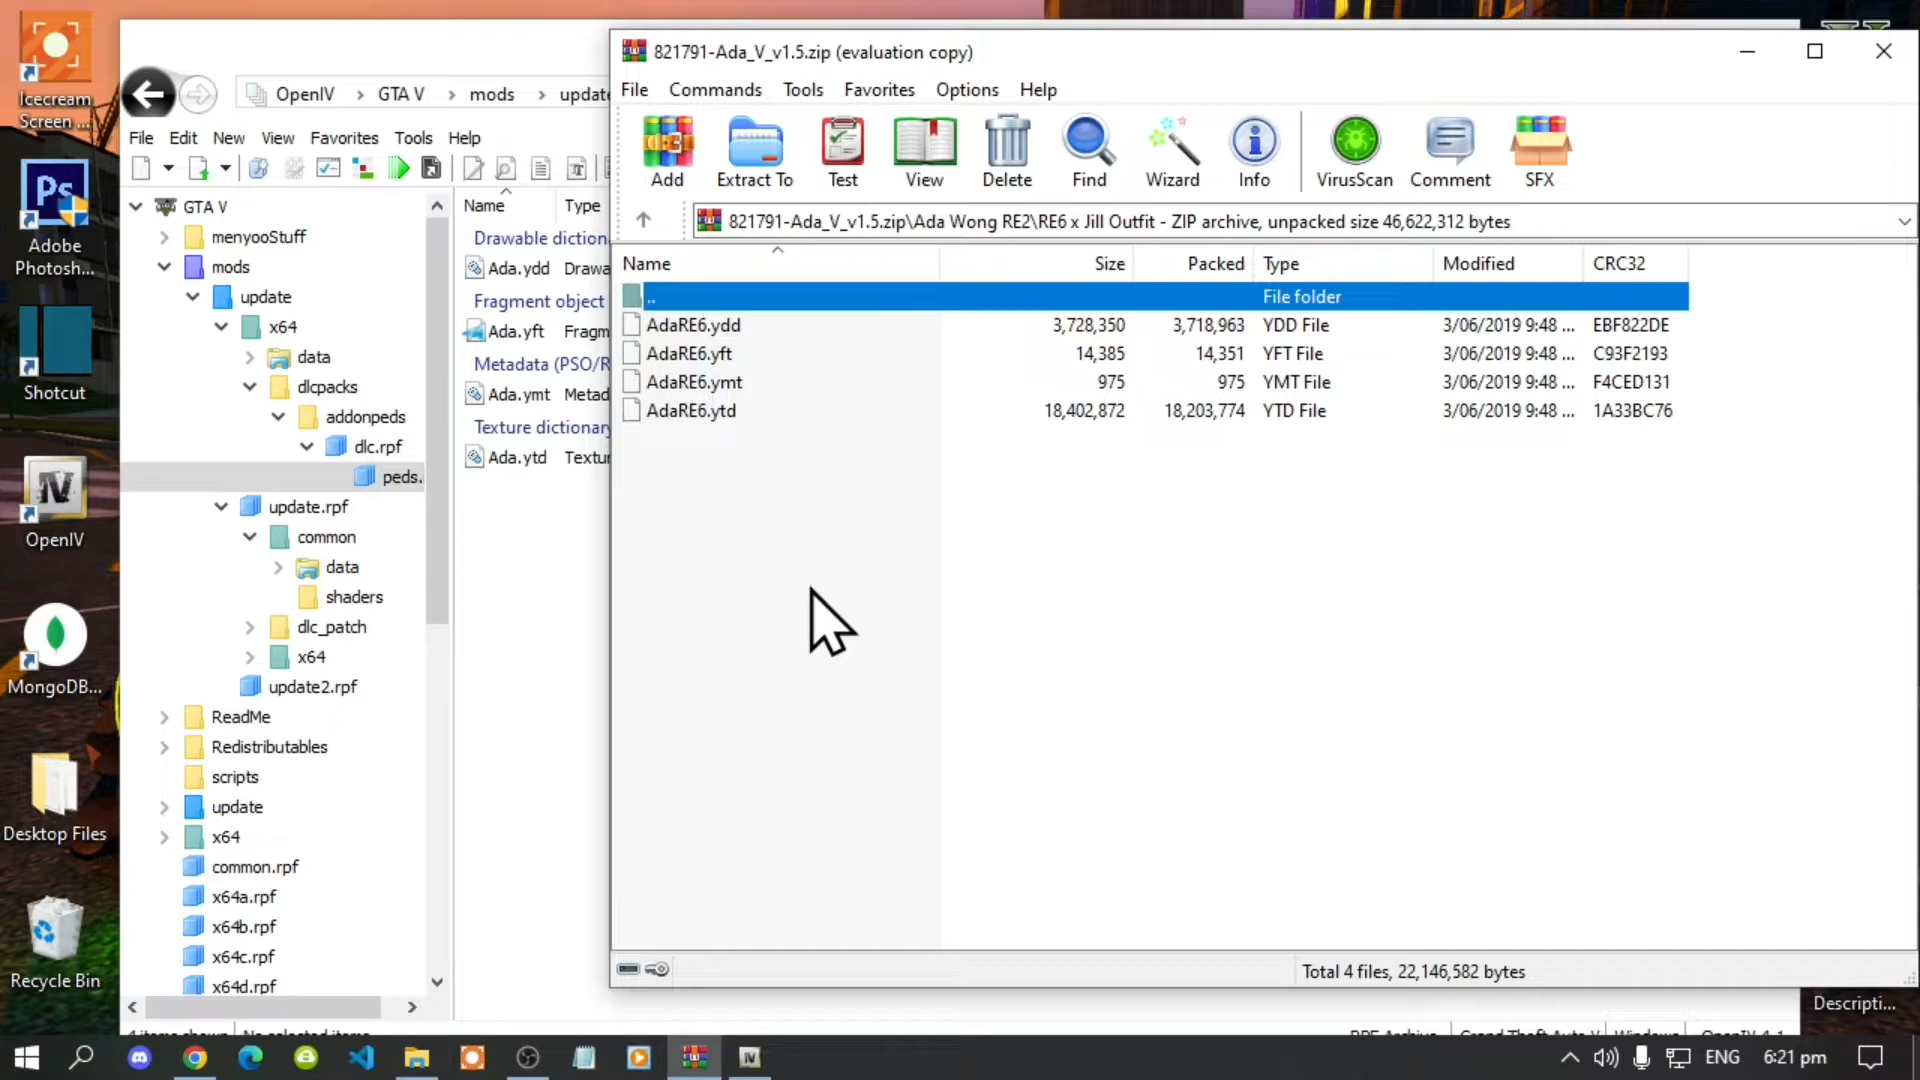 Icecream
Screen ...
Adobe
Photosh...
Shotcut
OpenIV
MongoDB...
Desktop Files
Recycle Bin
OpenIV > GTA V > mods > update
File Edit New View Favorites Tools Help
GTA V
menyooStuff
mods
update
x64
data
dlcpacks
addonpeds
dlc.rpf
peds.
update.rpf
common
data
shaders
dlc_patch
x64
update2.rpf
ReadMe
Redistributables
scripts
update
x64
common.rpf
x64a.rpf
x64b.rpf
x64c.rpf
x64d.rpf
Name Type
Drawable diction
Ada.ydd Drawa
Fragment object
Ada.yft Fragm
Metadata (PSO/R
Ada.ymt Metad
Texture dictionary
Ada.ytd Textur
821791-Ada_V_v1.5.zip (evaluation copy)
File Commands Tools Favorites Options Help
Add Extract To Test View Delete Find Wizard Info VirusScan Comment SFX
821791-Ada_V_v1.5.zip\Ada Wong RE2\RE6 x Jill Outfit - ZIP archive, unpacked size 46,622,312 bytes
Name Size Packed Type Modified CRC32
.. File folder
AdaRE6.ydd 3,728,350 3,718,963 YDD File 3/06/2019 9:48 ... EBF822DE
AdaRE6.yft 14,385 14,351 YFT File 3/06/2019 9:48 ... C93F2193
AdaRE6.ymt 975 975 YMT File 3/06/2019 9:48 ... F4CED131
AdaRE6.ytd 18,402,872 18,203,774 YTD File 3/06/2019 9:48 ... 1A33BC76
Total 4 files, 22,146,582 bytes
Descripti...
ENG 6:21 pm